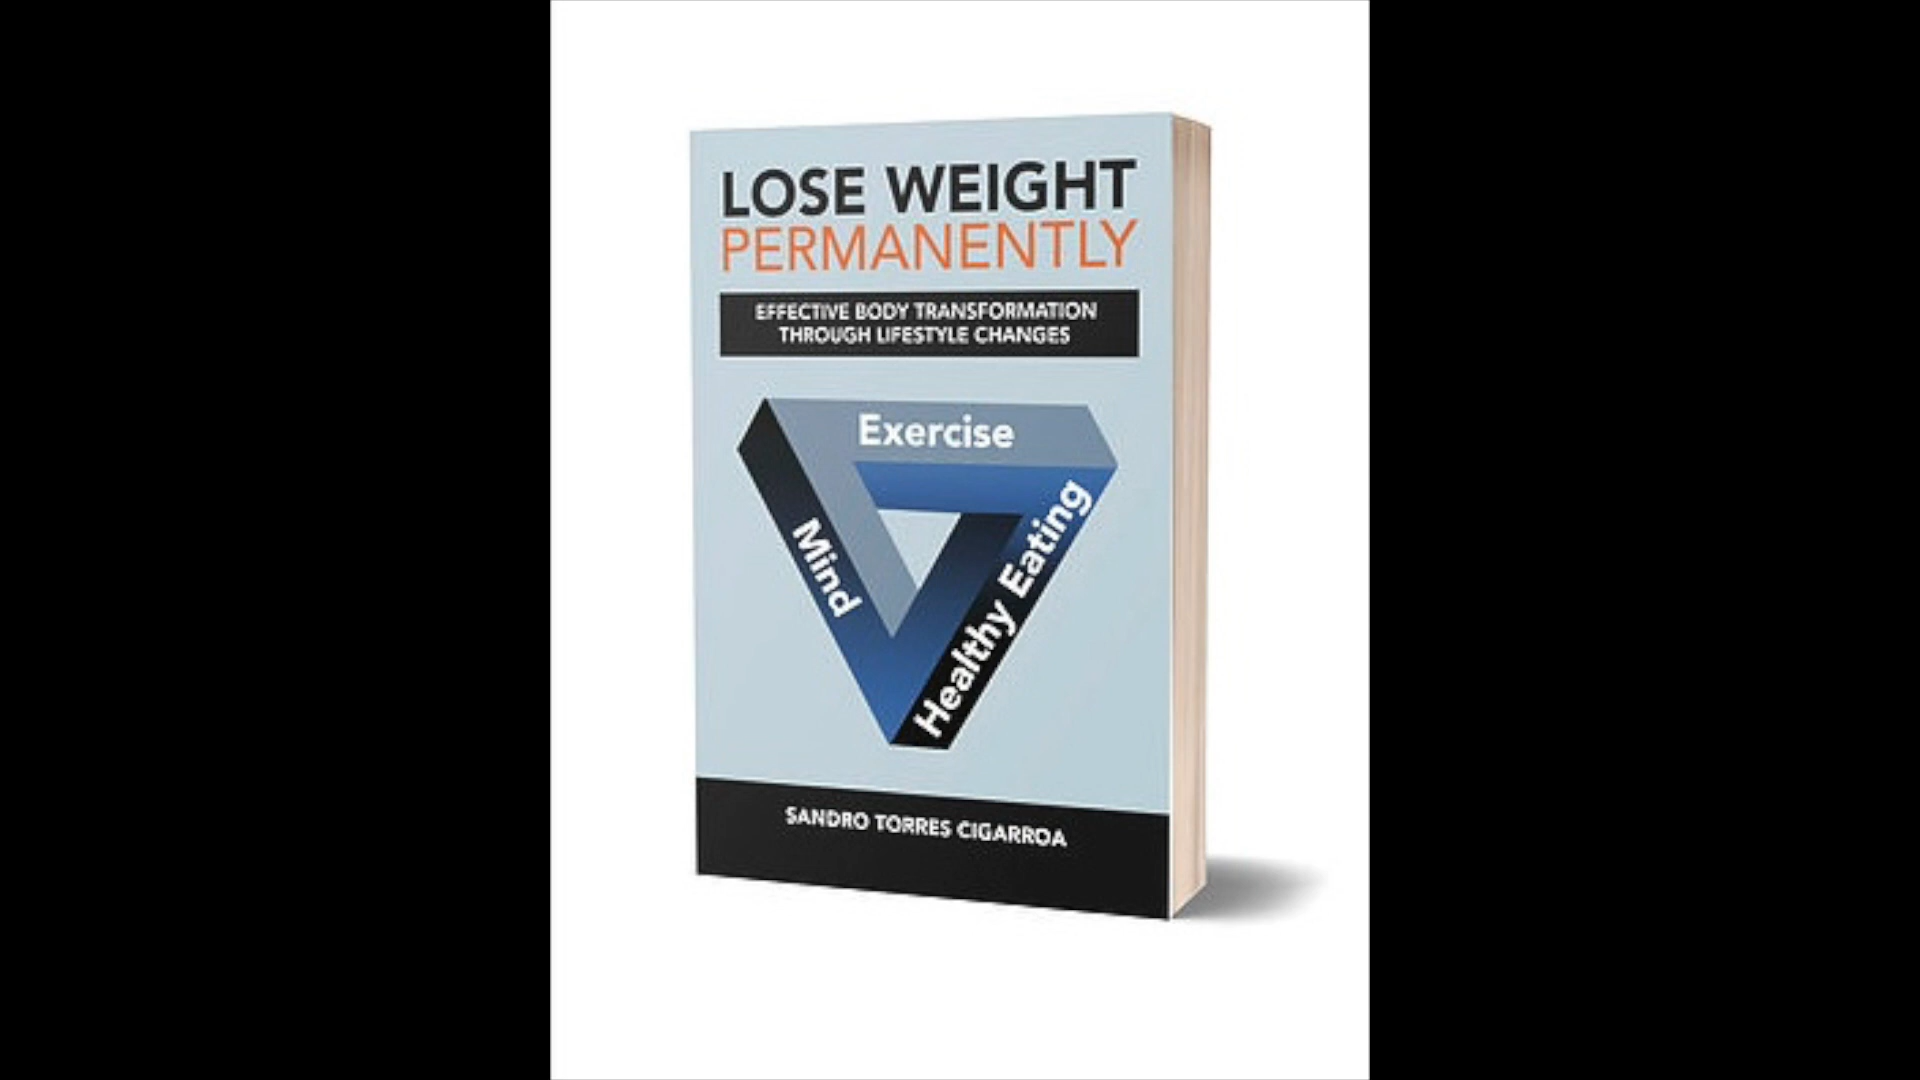 LOSE WEIGHT
PERMANENTLY
EFFECTIVE BODY TRANSFORMATION
THROUGH LIFESTYLE CHANGES
Exercise
Mind
Healthy Eating
SANDRO TORRES CIGARROA